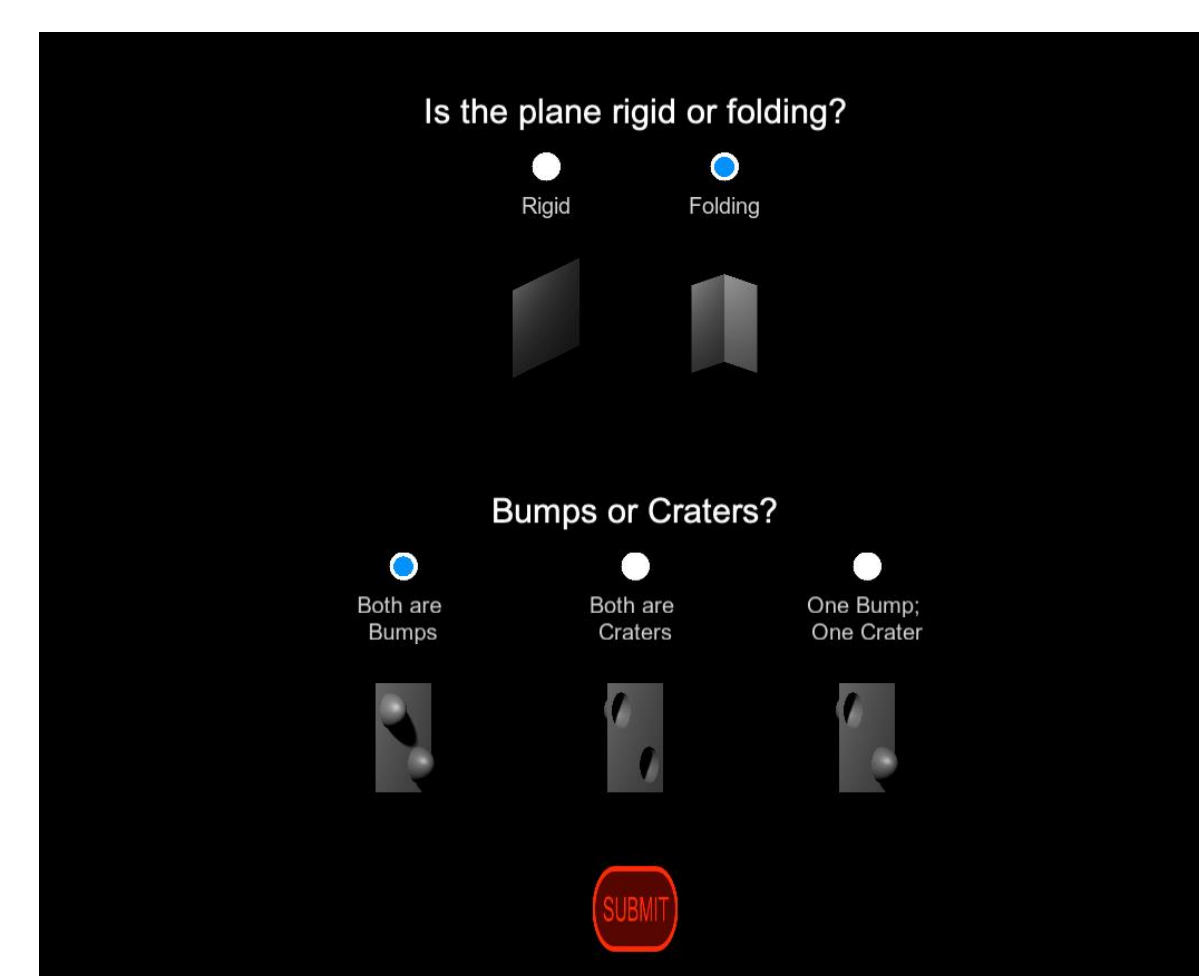 Is the plane rigid or folding?
Rigid Folding
Bumps or Craters?
Both are Both are One Bump;
Bumps Craters One Crater
SUBMIT